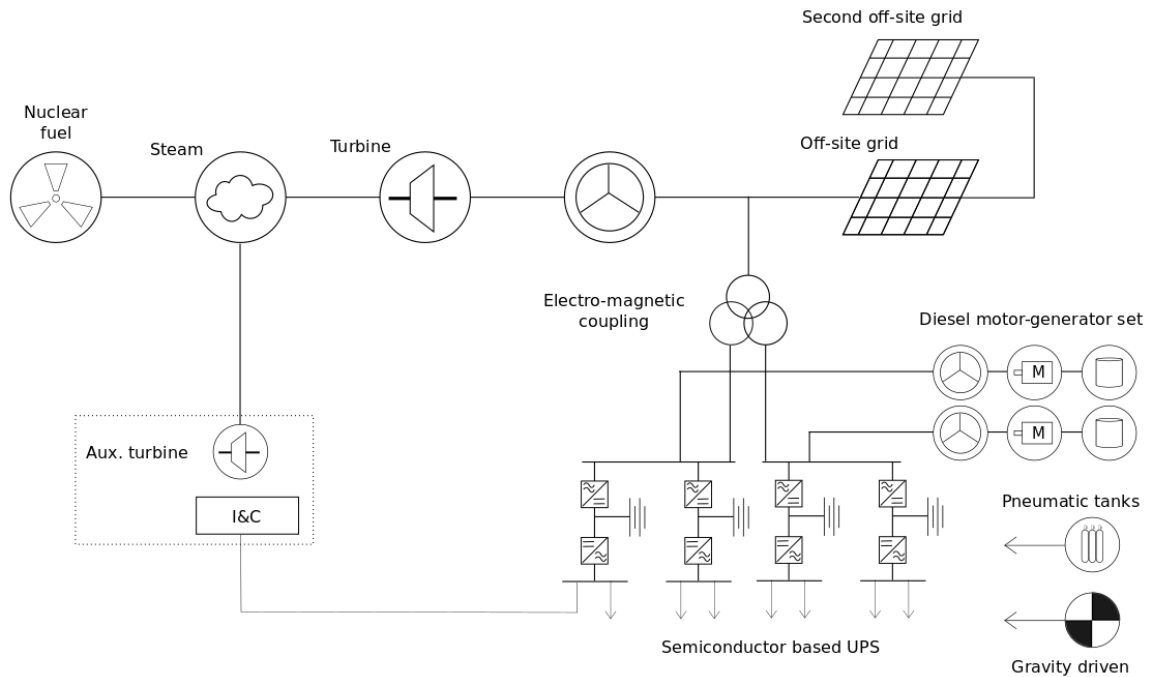 Second off-site grid
Nuclear
fuel
Steam
Turbine
Off-site grid
Electro-magnetic
coupling
Diesel motor-generator set
M
M
Aux. turbine
I&C
Pneumatic tanks
Semiconductor based UPS
Gravity driven